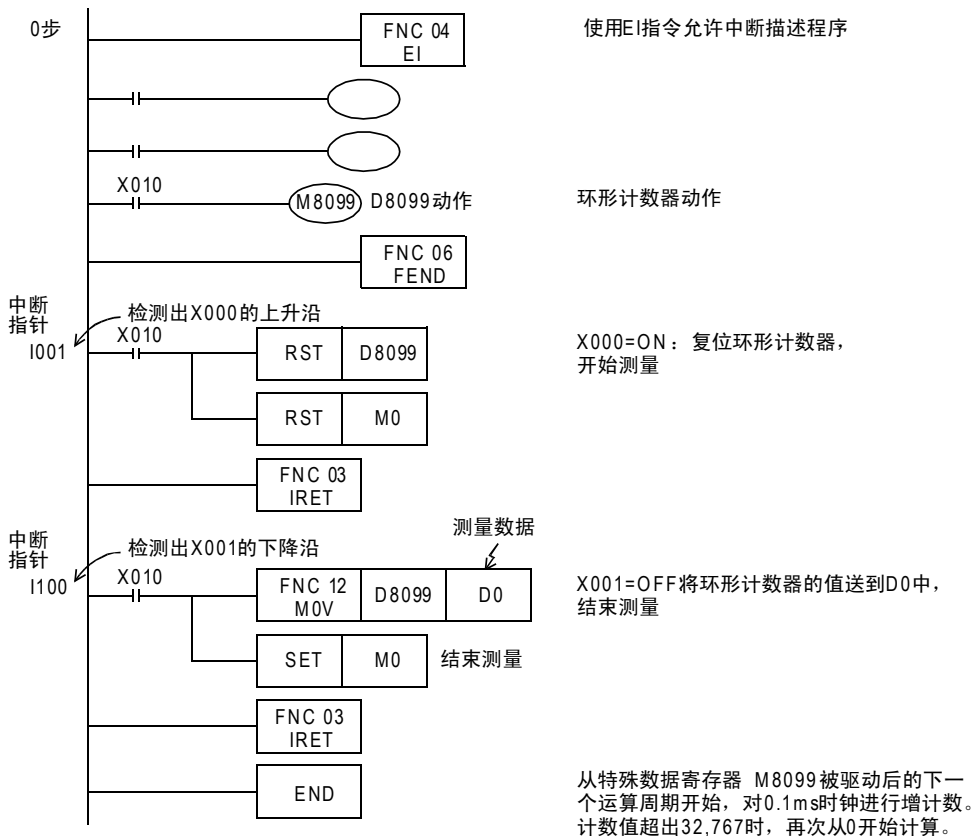 0步
FNC 04
EI
使用EI指令允许中断描述程序
X010
M8099
D8099动作
环形计数器动作
FNC 06
FEND
中断
指针
I001
检测出X000的上升沿
X010
RST
D8099
X000=ON：复位环形计数器，
开始测量
RST
M0
FNC 03
IRET
中断
指针
I100
检测出X001的下降沿
测量数据
X010
FNC 12
MOV
D8099
D0
X001=OFF将环形计数器的值送到D0中，
结束测量
SET
M0
结束测量
FNC 03
IRET
END
从特殊数据寄存器 M8099被驱动后的下一
个运算周期开始，对0.1ms时钟进行增计数。
计数值超出32,767时，再次从0开始计算。